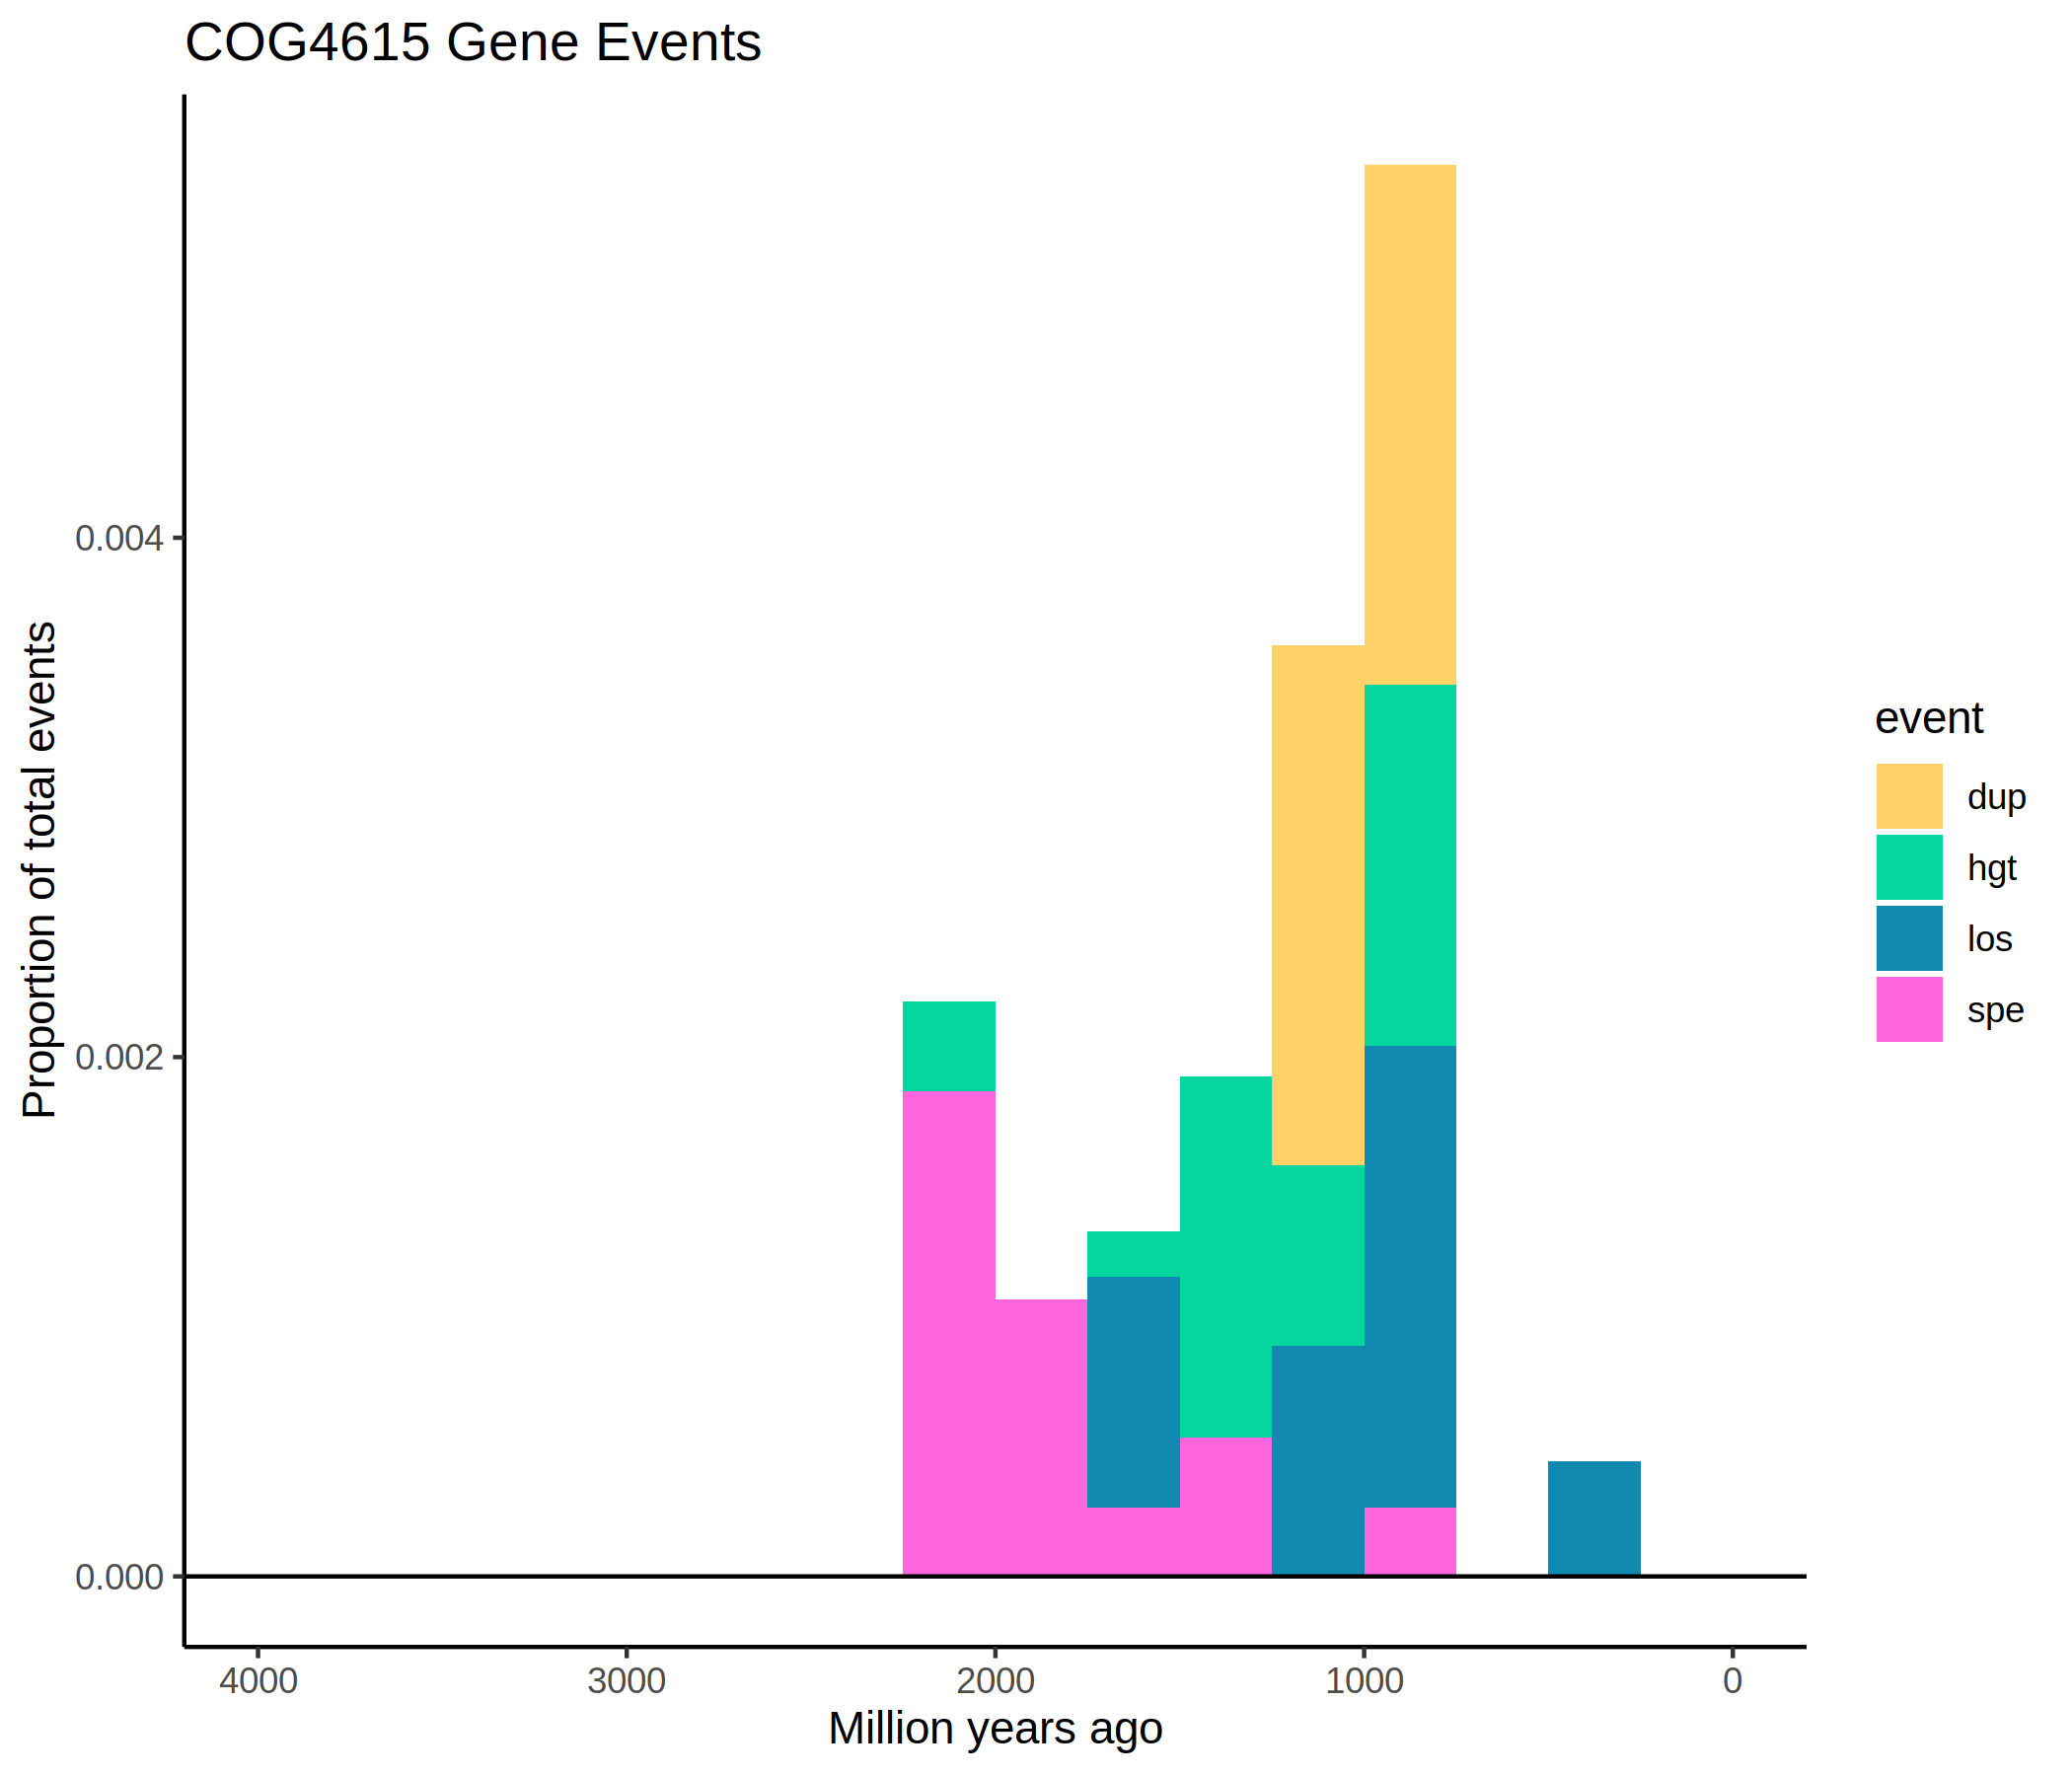 COG4615 Gene Events
Proportion of total events
0.004
0.002
0.000
4000
3000
2000
1000
0
Million years ago
event
dup
hgt
los
spe